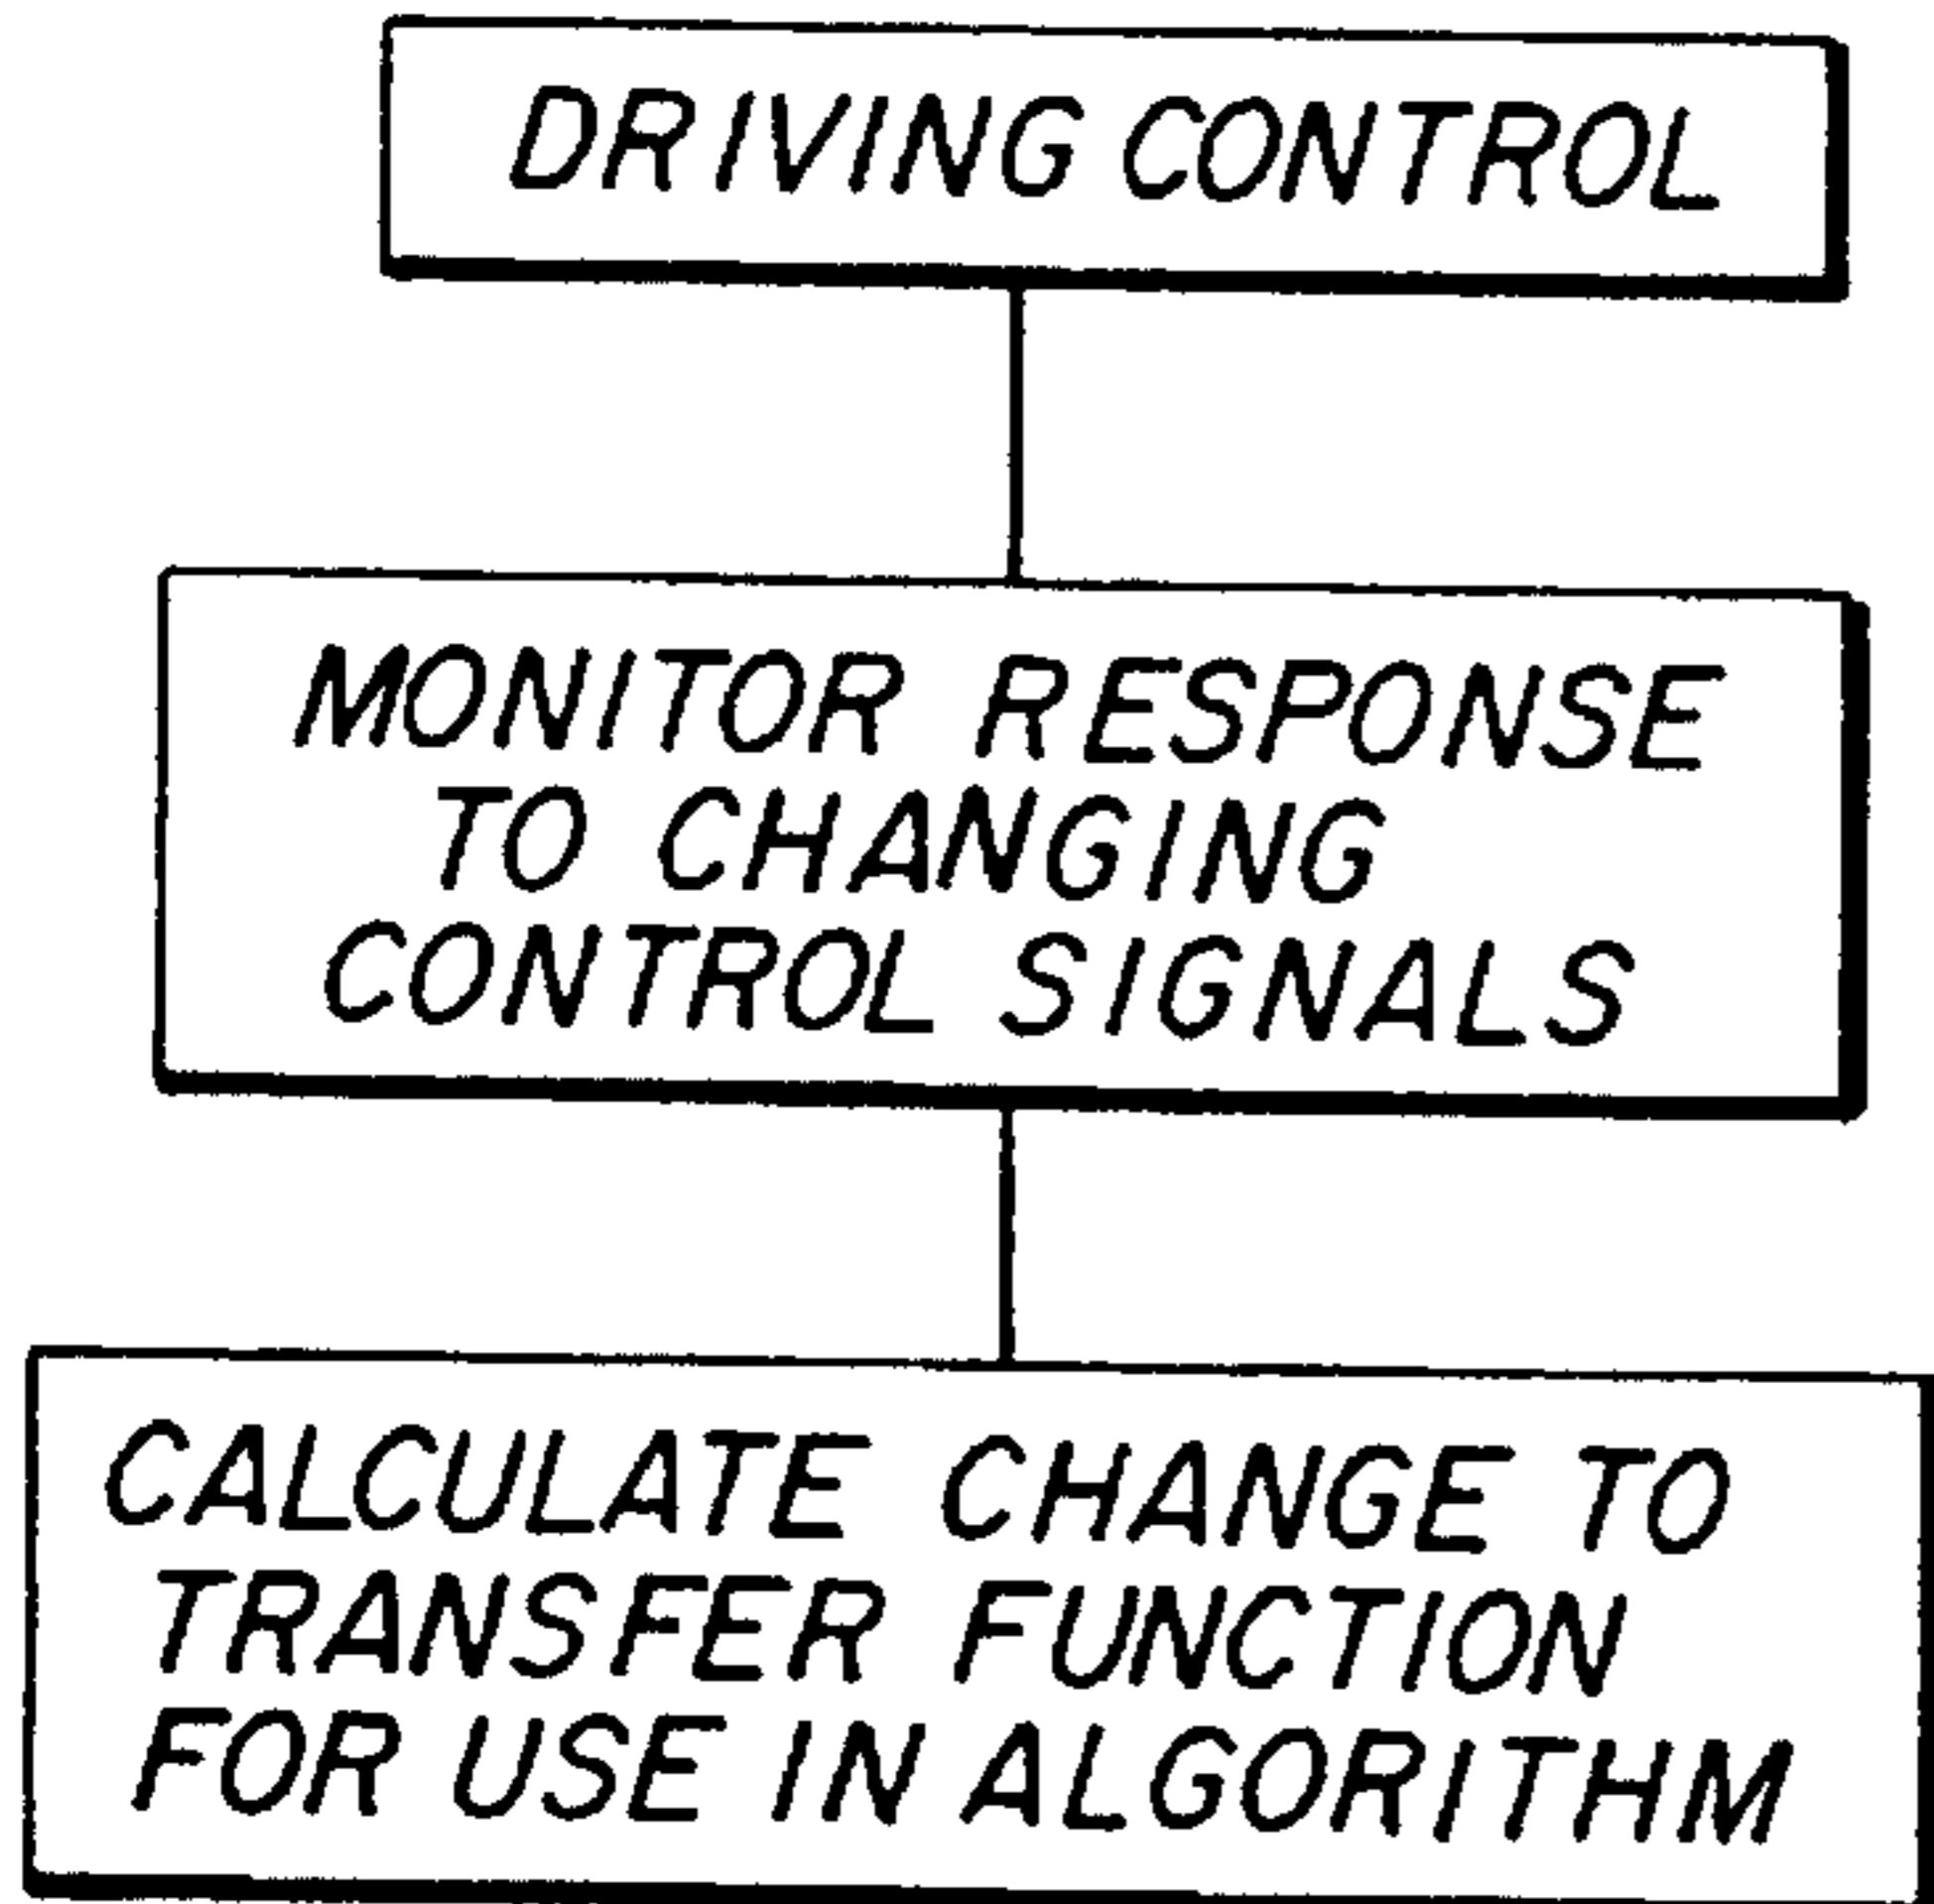 DRIVING CONTROL
MONITOR RESPONSE
TO CHANGING
CONTROL SIGNALS
CALCULATE CHANGE TO
TRANSFER FUNCTION
FOR USE IN ALGORITHM